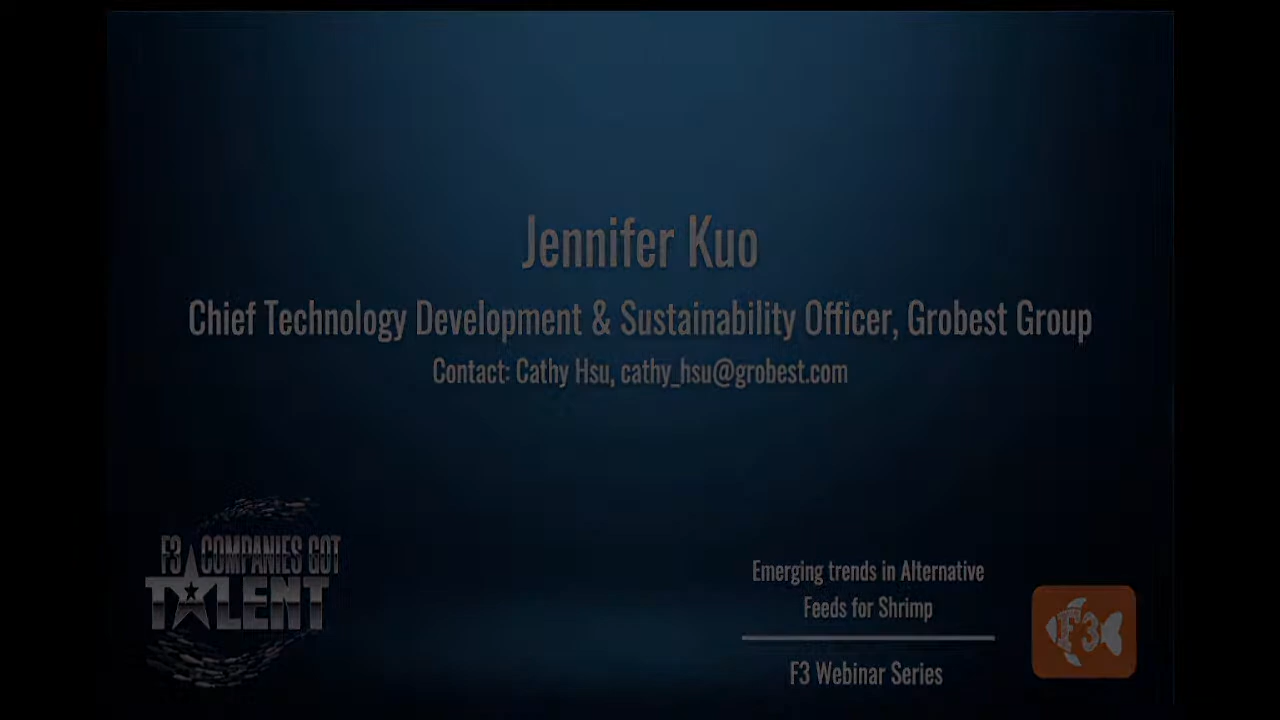 Jennifer Kuo
Chief Technology Development & Sustainability Officer, Grobest Group
Contact: Cathy Hsu, cathy_hsu@grobest.com
F3 COMPANIES GOT
TALENT
Emerging trends in Alternative
Feeds for Shrimp
F3 Webinar Series
F3